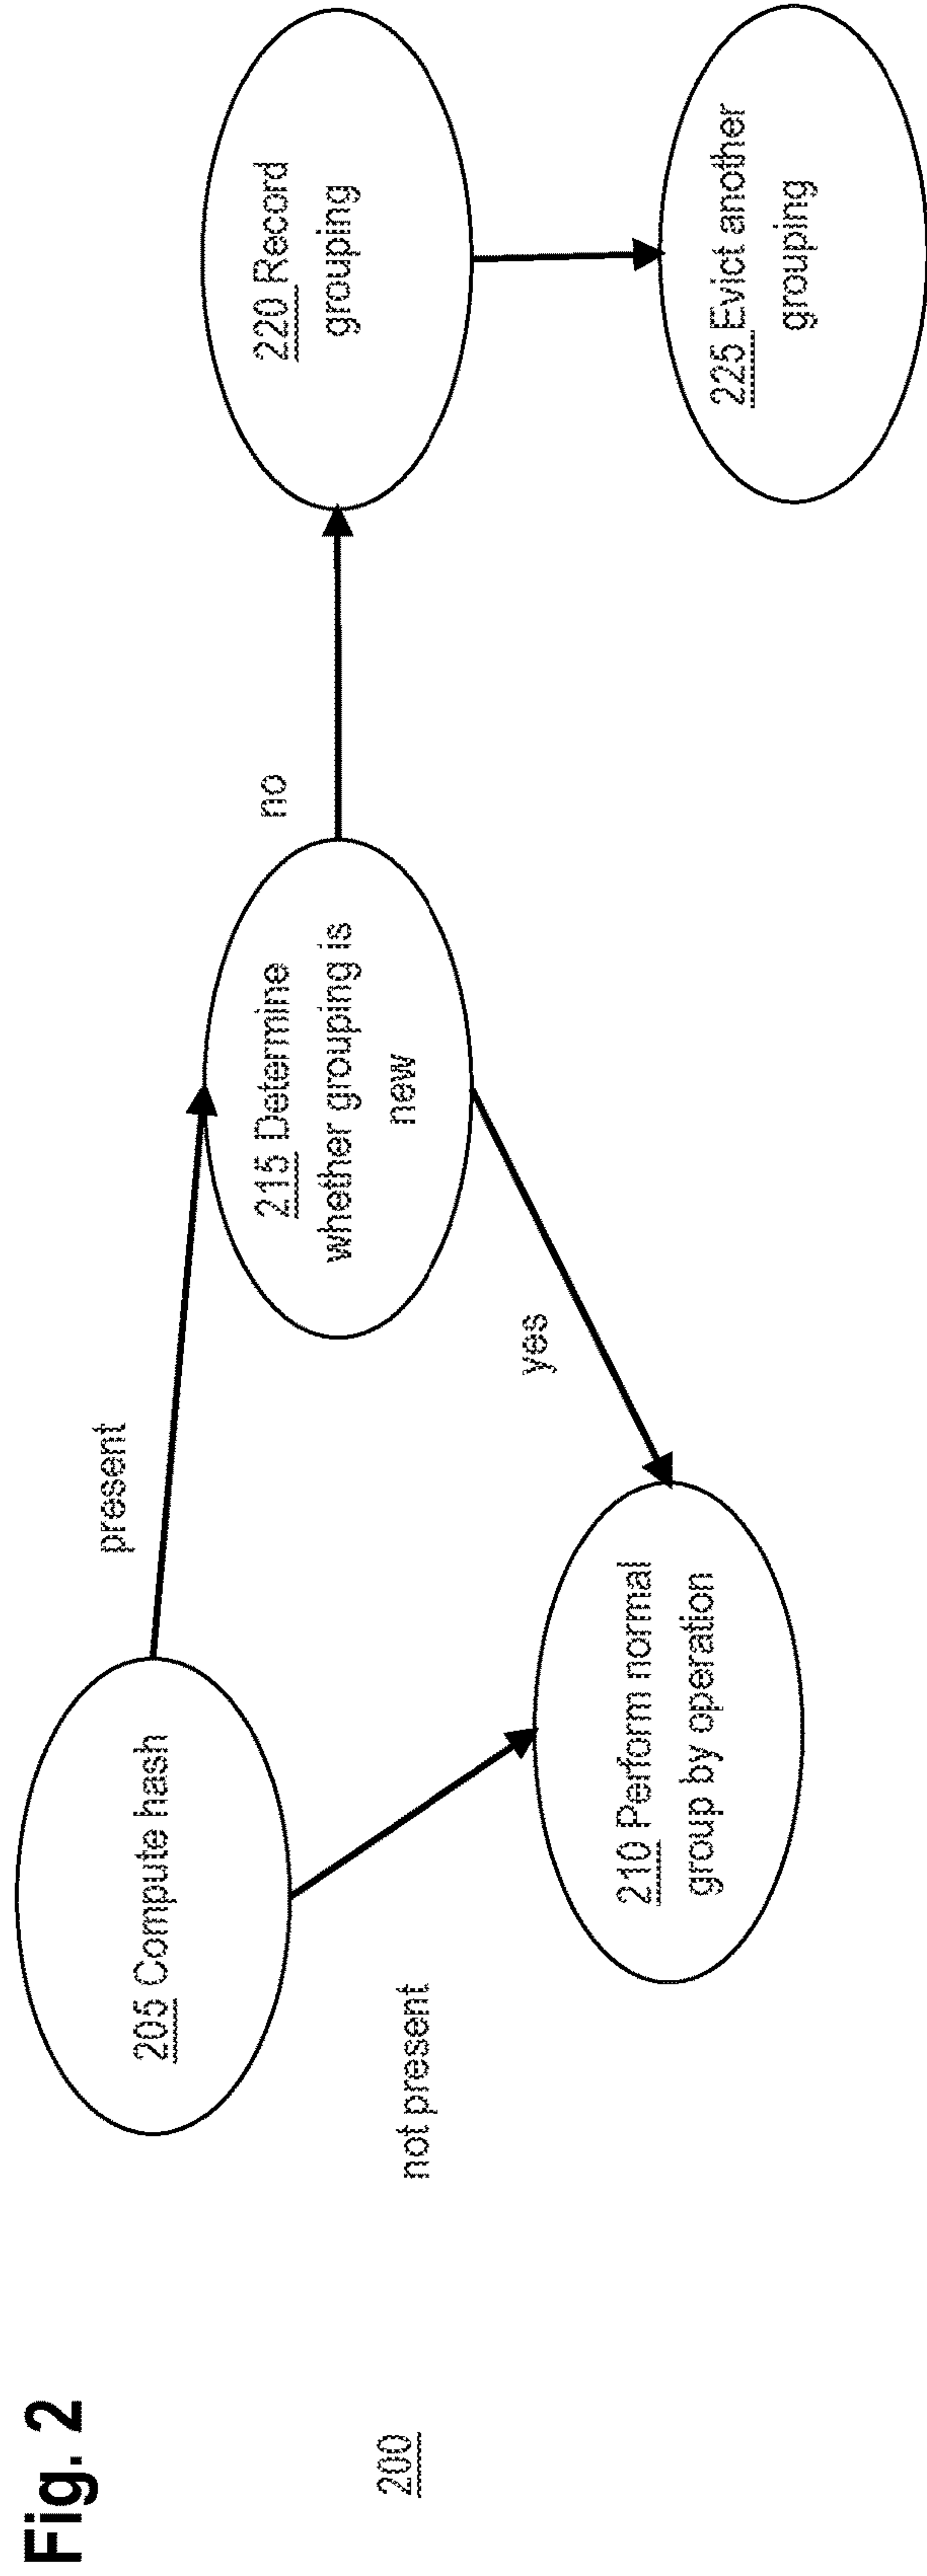 Fig. 2
200
205 Compute hash
present
not present
210 Perform normal
group by operation
215 Determine
whether grouping is
new
yes
no
220 Record
grouping
225 Evict another
grouping